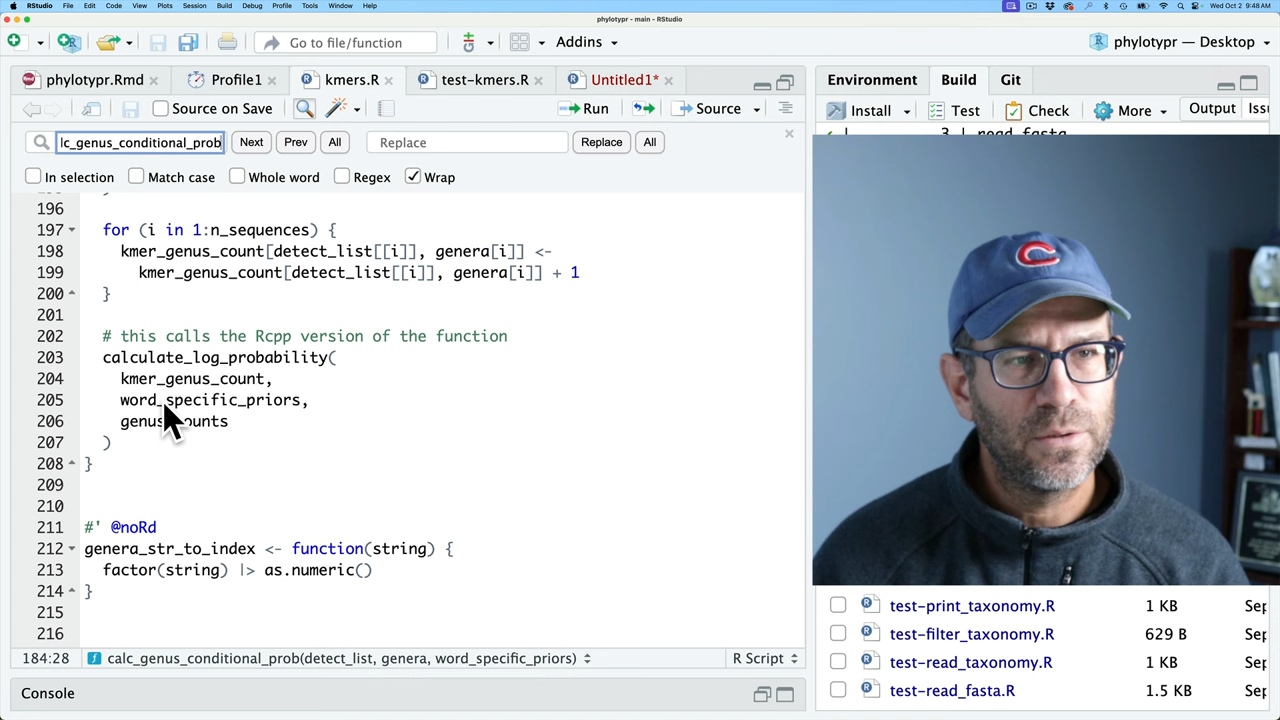 RStudio File Edit Code View Plots Session Build Debug Profile Tools Window Help Wed Oct 2 9:48 AM
phylotypr - main - RStudio
Go to file/function Addins phylotypr — Desktop
phylotypr.Rmd Profile1 kmers.R test-kmers.R Untitled1*
Environment Build Git
Source on Save Run Source
Install Test Check More Output
3 | read_fasta
lc_genus_conditional_prob Next Prev All Replace Replace All
In selection Match case Whole word Regex Wrap
196
197 for (i in 1:n_sequences) {
198 kmer_genus_count[detect_list[[i]], genera[i]] <-
199 kmer_genus_count[detect_list[[i]], genera[i]] + 1
200 }
201
202 # this calls the Rcpp version of the function
203 calculate_log_probability(
204 kmer_genus_count,
205 word_specific_priors,
206 genus unts
207 )
208 }
209
210
211 #' @noRd
212 genera_str_to_index <- function(string) {
213 factor(string) |> as.numeric()
214 }
215
216
184:28 calc_genus_conditional_prob(detect_list, genera, word_specific_priors) R Script
Console
test-print_taxonomy.R 1 KB
test-filter_taxonomy.R 629 B
test-read_taxonomy.R 1 KB
test-read_fasta.R 1.5 KB